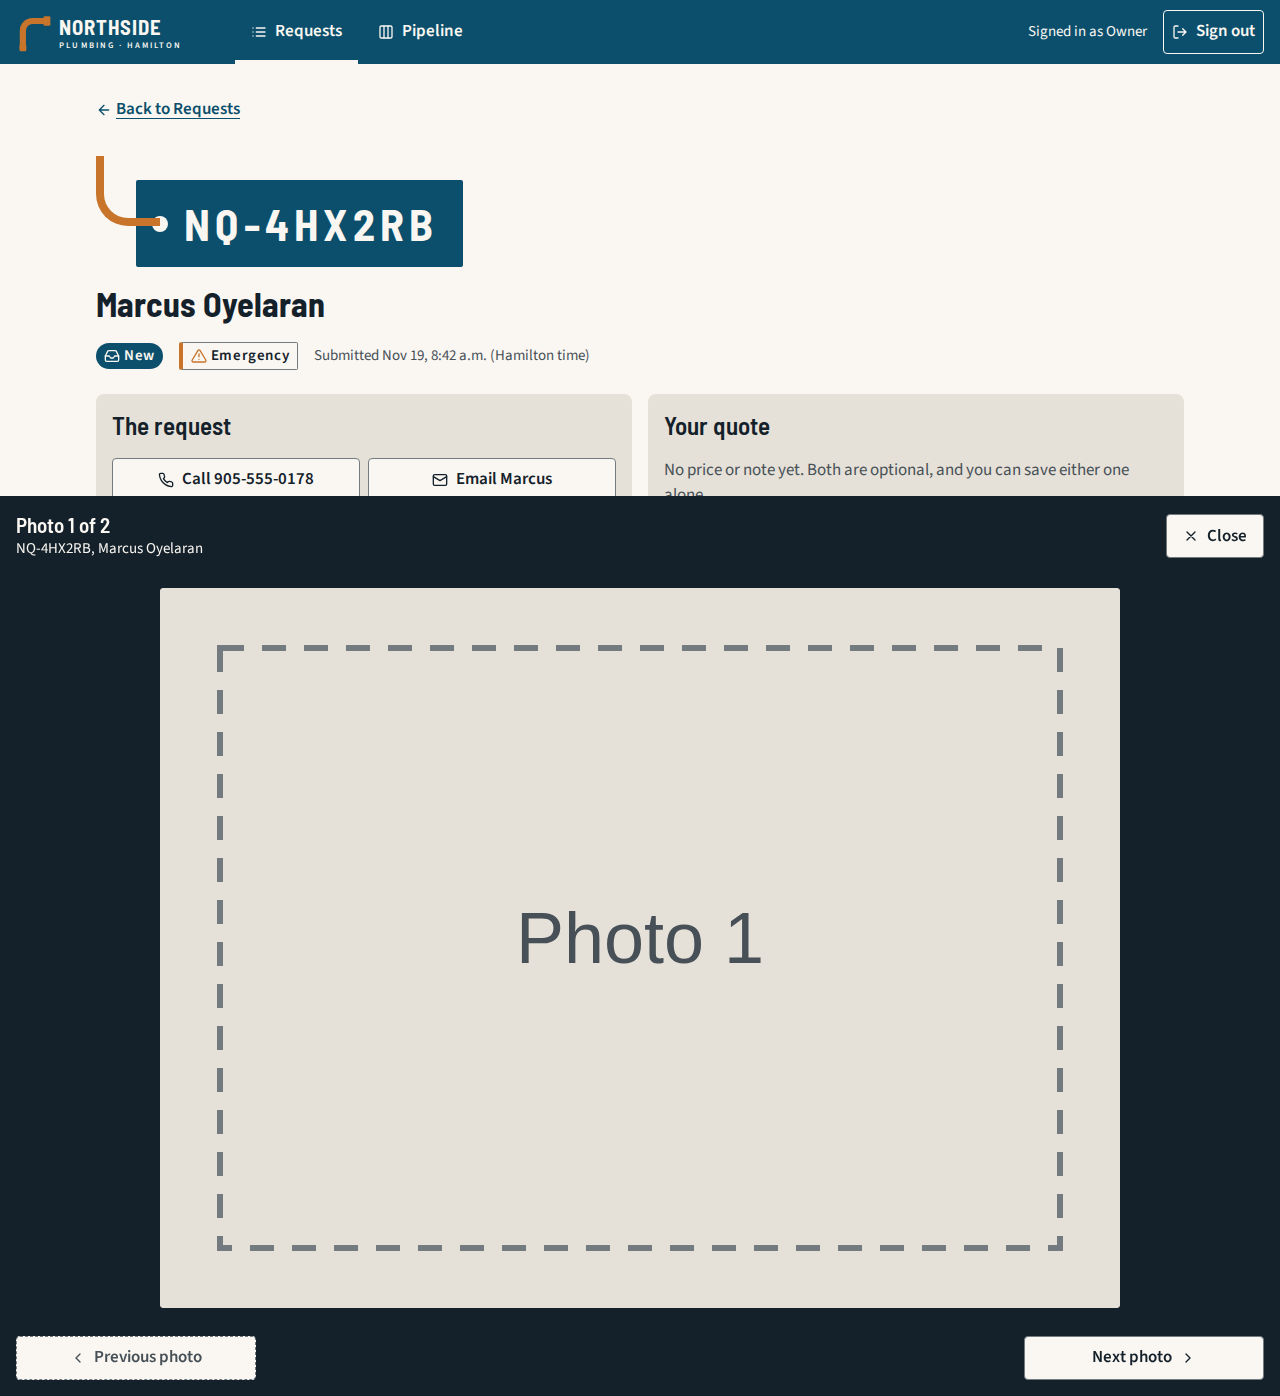 NORTHSIDE
PLUMBING · HAMILTON
Requests
Pipeline
Signed in as Owner
Sign out
Back to Requests
NQ-4HX2RB
Marcus Oyelaran
New
Emergency
Submitted Nov 19, 8:42 a.m. (Hamilton time)
The request
Call 905-555-0178
Email Marcus
Your quote
No price or note yet. Both are optional, and you can save either one
alone.
Photo 1 of 2
NQ-4HX2RB, Marcus Oyelaran
Close
Photo 1
Previous photo
Next photo